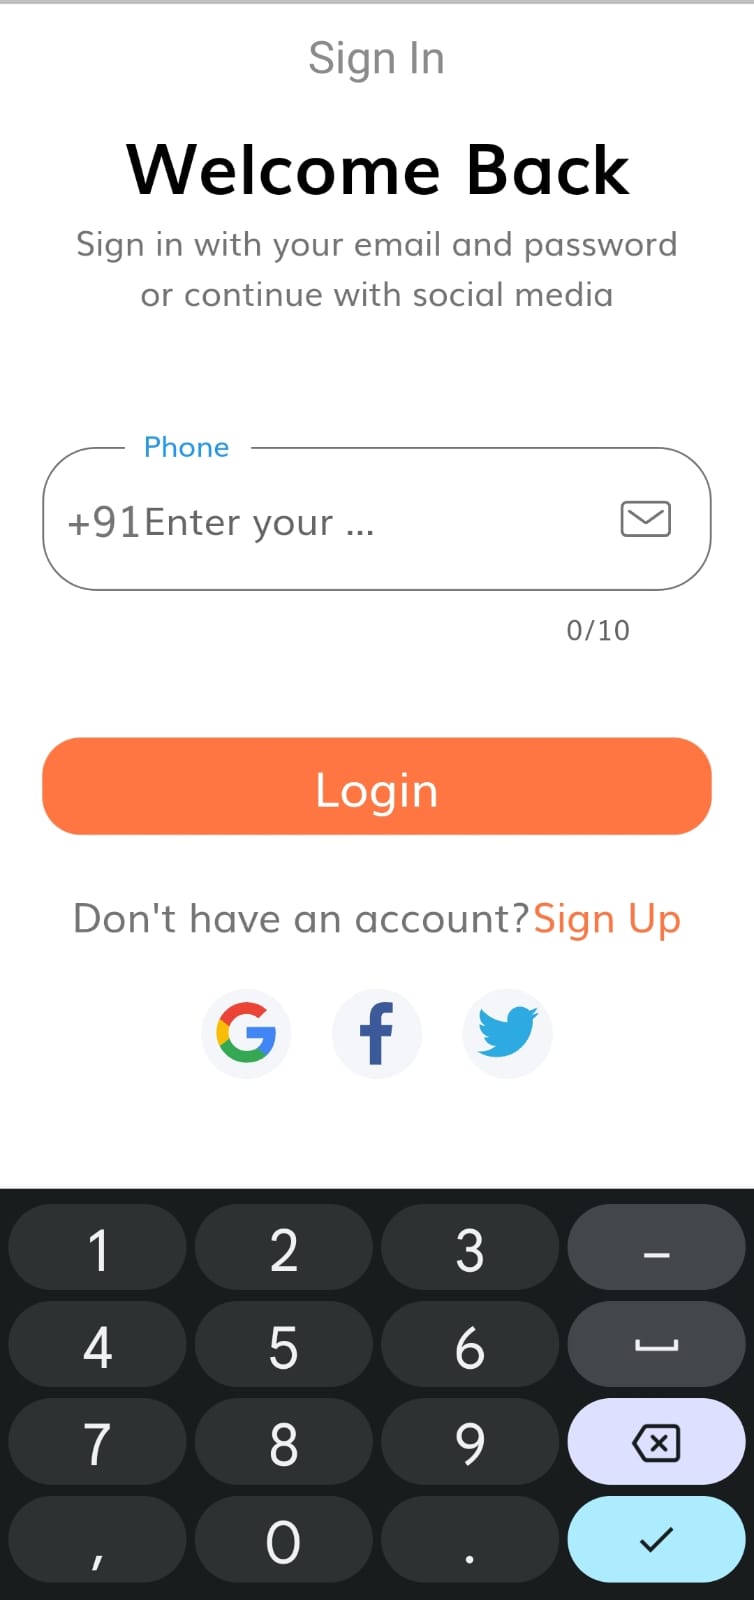 Sign In
Welcome Back
Sign in with your email and password
or continue with social media
Phone
+91Enter your ...
0/10
Login
Don't have an account?Sign Up
1 2 3 –
4 5 6
7 8 9
, 0 .